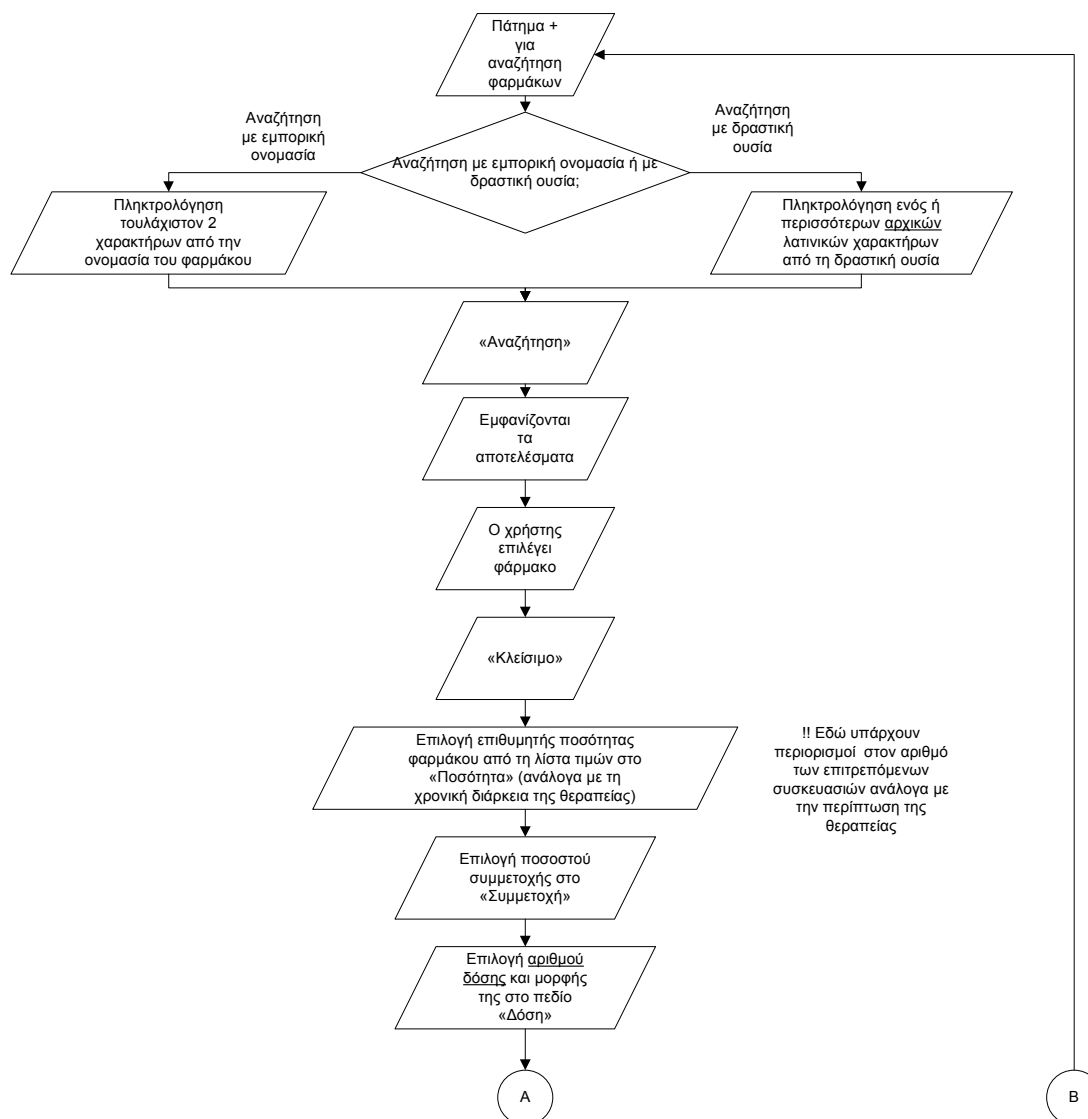 Πάτημα +
για
αναζήτηση
φαρμάκων
Αναζήτηση
με εμπορική
ονομασία
Αναζήτηση
με δραστική
ουσία
Αναζήτηση με εμπορική ονομασία ή με
δραστική ουσία;
Πληκτρολόγηση
τουλάχιστον 2
χαρακτήρων από την
ονομασία του φαρμάκου
Πληκτρολόγηση ενός ή
περισσότερων αρχικών
λατινικών χαρακτήρων
από τη δραστική ουσία
«Αναζήτηση»
Εμφανίζονται
τα
αποτελέσματα
Ο χρήστης
επιλέγει
φάρμακο
«Κλείσιμο»
Επιλογή επιθυμητής ποσότητας
φαρμάκου από τη λίστα τιμών στο
«Ποσότητα» (ανάλογα με τη
χρονική διάρκεια της θεραπείας)
!! Εδώ υπάρχουν
περιορισμοί στον αριθμό
των επιτρεπόμενων
συσκευασιών ανάλογα με
την περίπτωση της
θεραπείας
Επιλογή ποσοστού
συμμετοχής στο
«Συμμετοχή»
Επιλογή αριθμού
δόσης και μορφής
της στο πεδίο
«Δόση»
A
B